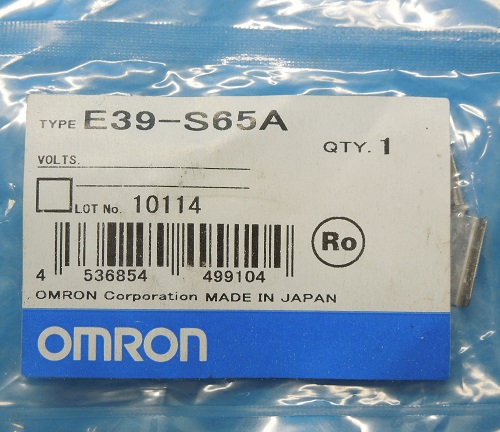 TYPE E39-S65A
QTY. 1
VOLTS.
LOT No. 10114
Ro
4 536854 499104
OMRON Corporation MADE IN JAPAN
OMRON